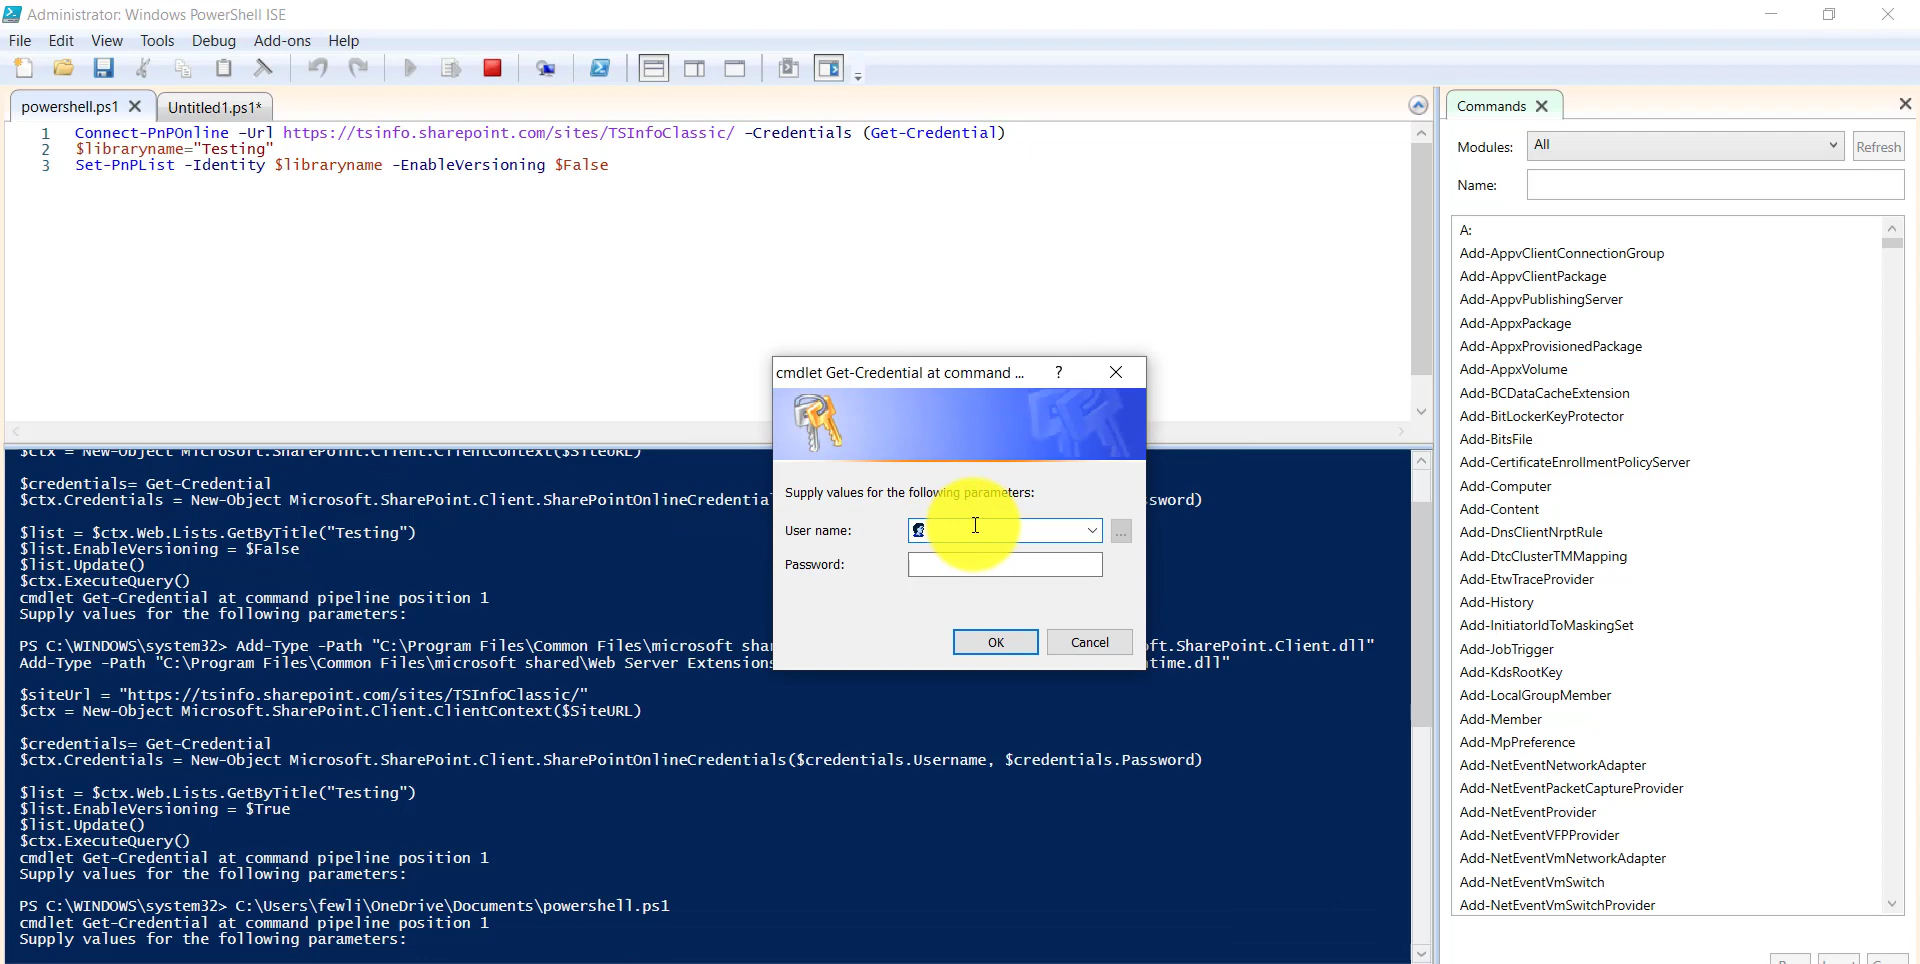 Administrator: Windows PowerShell ISE
File Edit View Tools Debug Add-ons Help
powershell.ps1
Untitled1.ps1*
1 Connect-PnPOnline -Url https://tsinfo.sharepoint.com/sites/TSInfoClassic/ -Credentials (Get-Credential)
2 $libraryname="Testing"
3 Set-PnPList -Identity $libraryname -EnableVersioning $False
$ctx = New-Object Microsoft.SharePoint.Client.ClientContext($SiteURL)
$credentials= Get-Credential
$ctx.Credentials = New-Object Microsoft.SharePoint.Client.SharePointOnlineCredential sword)
$list = $ctx.Web.Lists.GetByTitle("Testing")
$list.EnableVersioning = $False
$list.Update()
$ctx.ExecuteQuery()
cmdlet Get-Credential at command pipeline position 1
Supply values for the following parameters:
PS C:\WINDOWS\system32> Add-Type -Path "C:\Program Files\Common Files\microsoft sha ft.SharePoint.Client.dll"
Add-Type -Path "C:\Program Files\Common Files\microsoft shared\Web Server Extensions time.dll"
$siteUrl = "https://tsinfo.sharepoint.com/sites/TSInfoClassic/"
$ctx = New-Object Microsoft.SharePoint.Client.ClientContext($SiteURL)
$credentials= Get-Credential
$ctx.Credentials = New-Object Microsoft.SharePoint.Client.SharePointOnlineCredentials($credentials.Username, $credentials.Password)
$list = $ctx.Web.Lists.GetByTitle("Testing")
$list.EnableVersioning = $True
$list.Update()
$ctx.ExecuteQuery()
cmdlet Get-Credential at command pipeline position 1
Supply values for the following parameters:
PS C:\WINDOWS\system32> C:\Users\fewli\OneDrive\Documents\powershell.ps1
cmdlet Get-Credential at command pipeline position 1
Supply values for the following parameters:
cmdlet Get-Credential at command ... ?
Supply values for the following parameters:
User name:
...
Password:
OK Cancel
Commands
Modules: All Refresh
Name:
A:
Add-AppvClientConnectionGroup
Add-AppvClientPackage
Add-AppvPublishingServer
Add-AppxPackage
Add-AppxProvisionedPackage
Add-AppxVolume
Add-BCDataCacheExtension
Add-BitLockerKeyProtector
Add-BitsFile
Add-CertificateEnrollmentPolicyServer
Add-Computer
Add-Content
Add-DnsClientNrptRule
Add-DtcClusterTMMapping
Add-EtwTraceProvider
Add-History
Add-InitiatorIdToMaskingSet
Add-JobTrigger
Add-KdsRootKey
Add-LocalGroupMember
Add-Member
Add-MpPreference
Add-NetEventNetworkAdapter
Add-NetEventPacketCaptureProvider
Add-NetEventProvider
Add-NetEventVFPProvider
Add-NetEventVmNetworkAdapter
Add-NetEventVmSwitch
Add-NetEventVmSwitchProvider